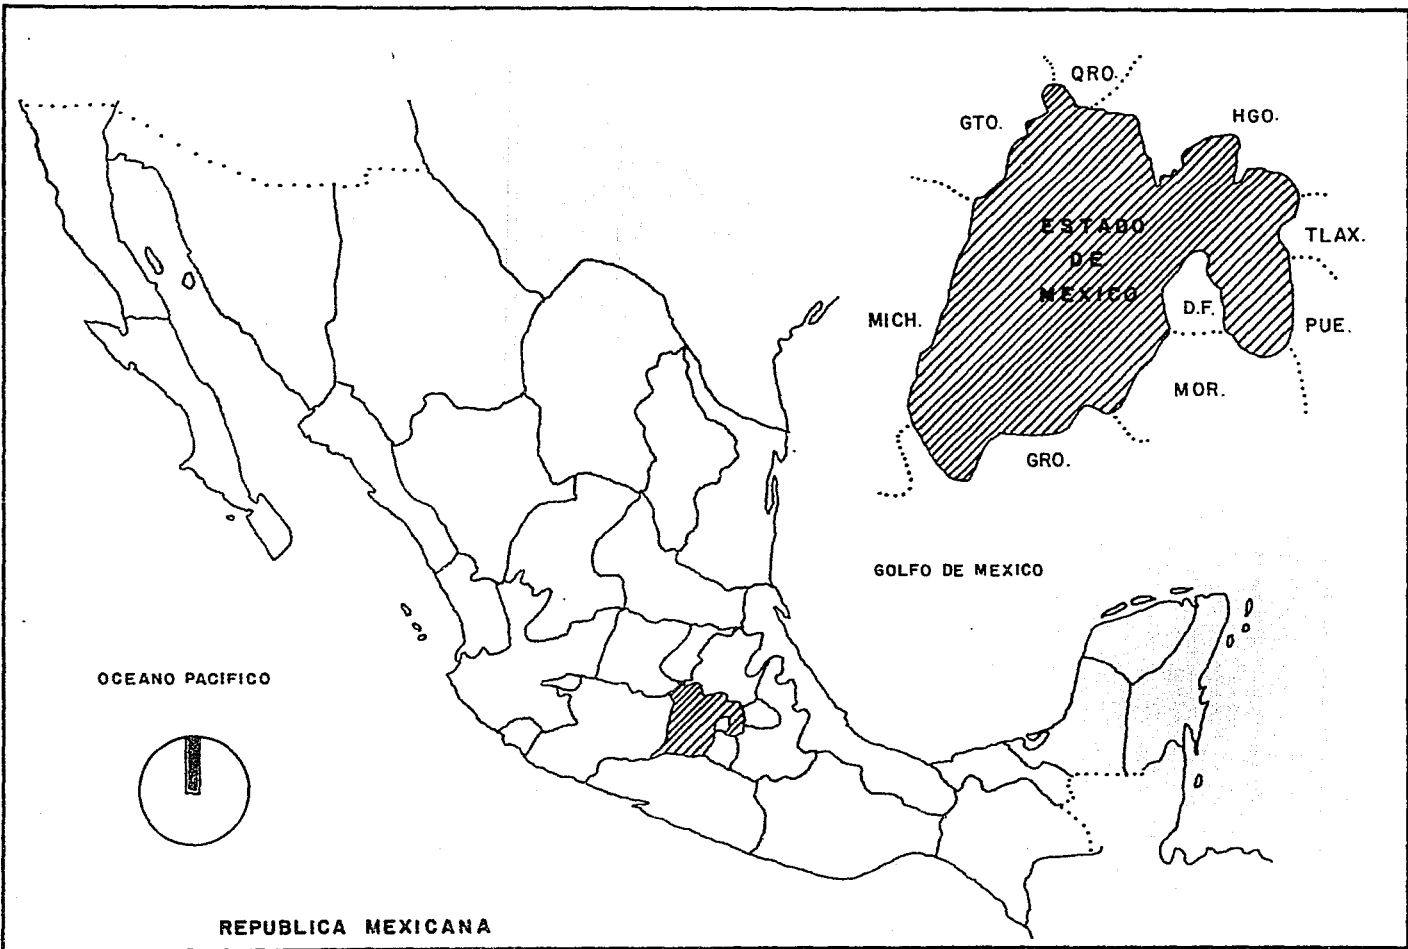 QRO.
GTO.
HGO.
ESTADO
DE
MEXICO
TLAX.
D.F.
MICH.
PUE.
MOR.
GRO.
GOLFO DE MEXICO
OCEANO PACIFICO
REPUBLICA MEXICANA